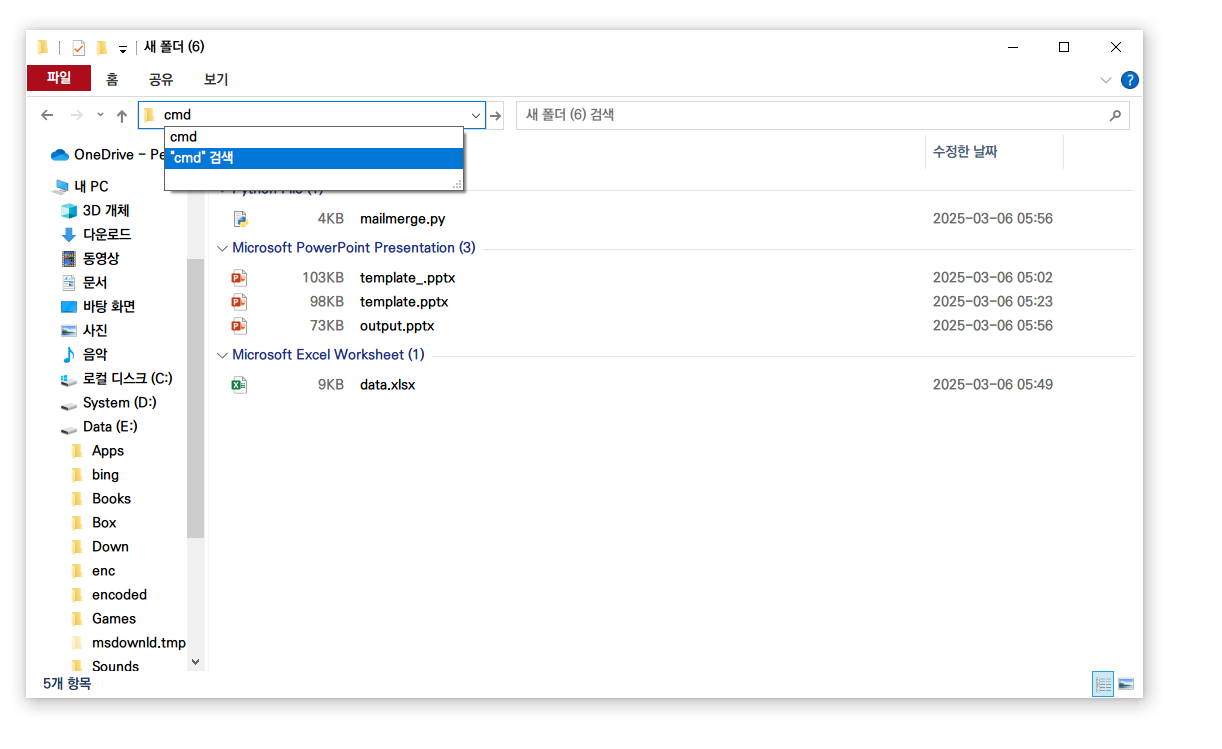 새 폴더 (6)
파일 홈 공유 보기
cmd
새 폴더 (6) 검색
cmd
"cmd" 검색
수정한 날짜
OneDrive - Pe
내 PC
3D 개체
다운로드
동영상
문서
바탕 화면
사진
음악
로컬 디스크 (C:)
System (D:)
Data (E:)
Apps
bing
Books
Box
Down
enc
encoded
Games
msdownld.tmp
Sounds
Python File (1)
4KB mailmerge.py 2025-03-06 05:56
Microsoft PowerPoint Presentation (3)
103KB template_.pptx 2025-03-06 05:02
98KB template.pptx 2025-03-06 05:23
73KB output.pptx 2025-03-06 05:56
Microsoft Excel Worksheet (1)
9KB data.xlsx 2025-03-06 05:49
5개 항목